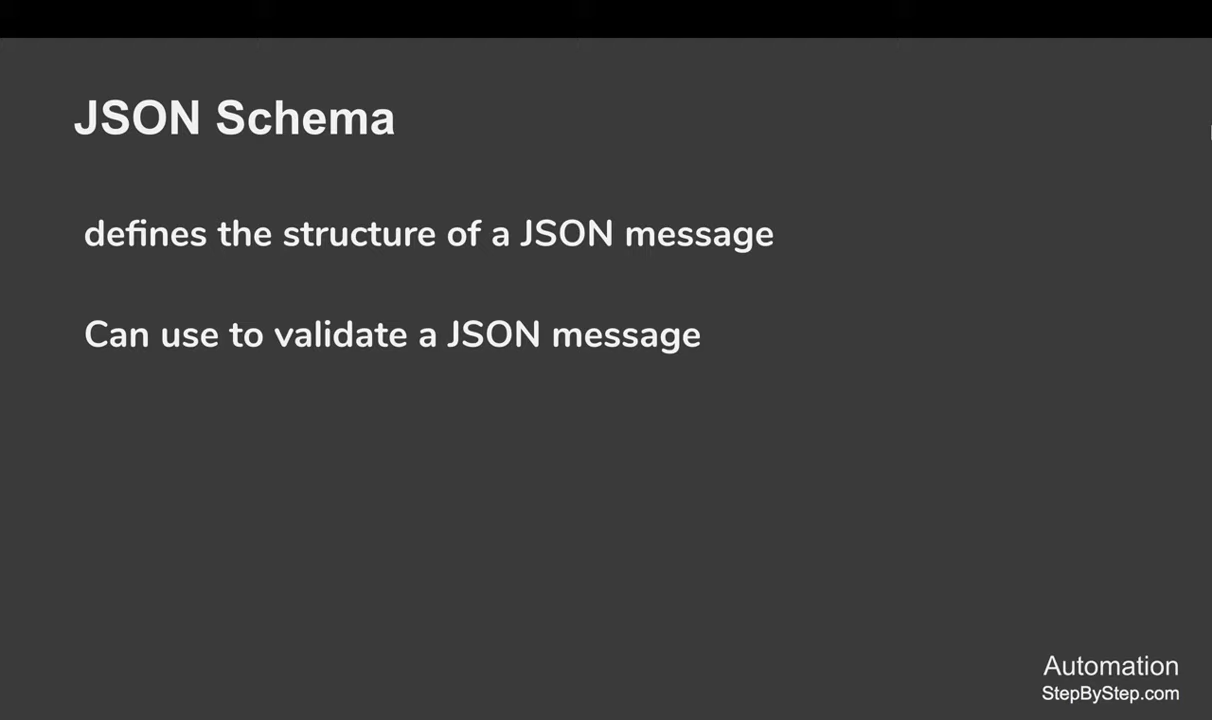 JSON Schema
defines the structure of a JSON message
Can use to validate a JSON message
Automation
StepByStep.com